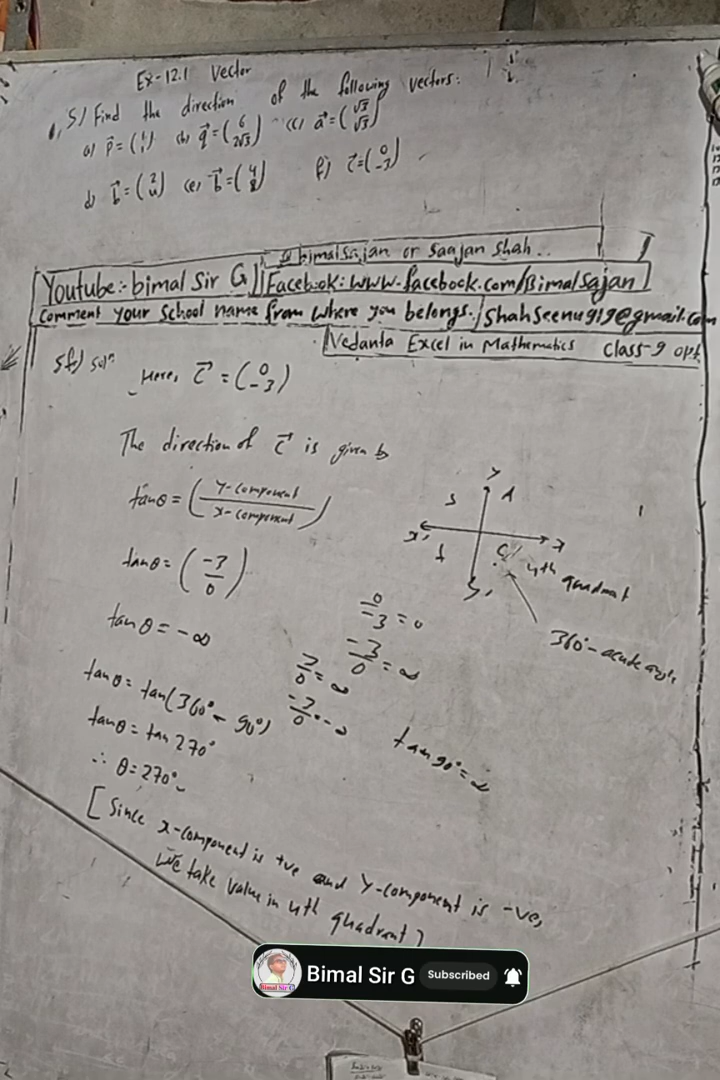 Ex-12.1 Vector
5) Find the direction of the following vectors:
a) p⃗ = (1 1) (b) q⃗ = (6 2√3) (c) a⃗ = (√3 √3)
d) b⃗ = (2 ) (e) b⃗ = (4 ) f) c⃗ = (0 -3)
bimalsajan or Saajan Shah..
Youtube:- bimal Sir G || Facebook: www.facebook.com/Bimalsajan
Comment your School name from where you belongs. / Shahseenu919@gmail.com
Vedanta Excel in Mathematics Class-9 opt
5f) Solⁿ
Here, c⃗ = (0 -3)
The direction of c⃗ is given b
tanθ = (Y-component / x-component)
tanθ = (-3/0)
tanθ = -∞
tanθ = tan(360° - 90°)
tanθ = tan 270°
∴ θ = 270°
[Since x-component is +ve and Y-component is -ve,
We take value in 4th quadrant]
0/-3 = 0
-3/0 = ∞
3/0 = ∞
-3/0 = -∞
tan 90° = ∞
y
S A
x' x
t C
4th quadrant
y'
360° - acute angle
Bimal Sir G Subscribed
Bimal Sir G